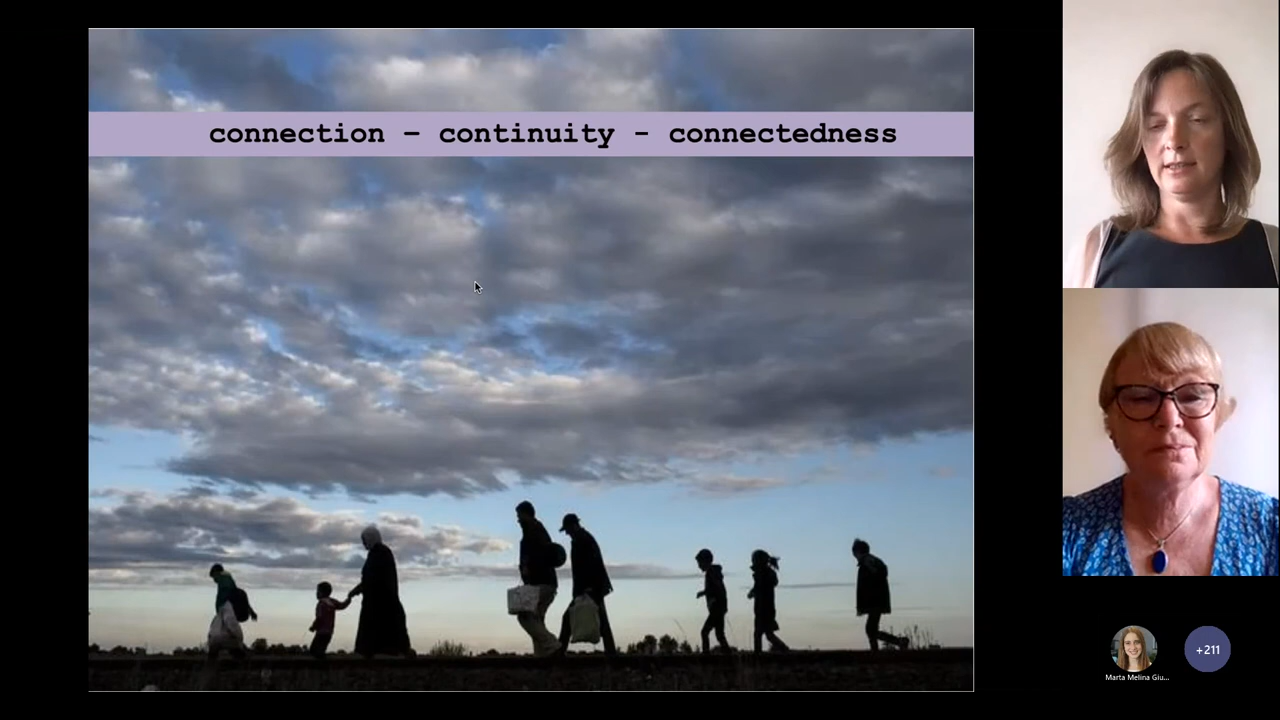 connection – continuity - connectedness
+211
Marta Melina Giu...